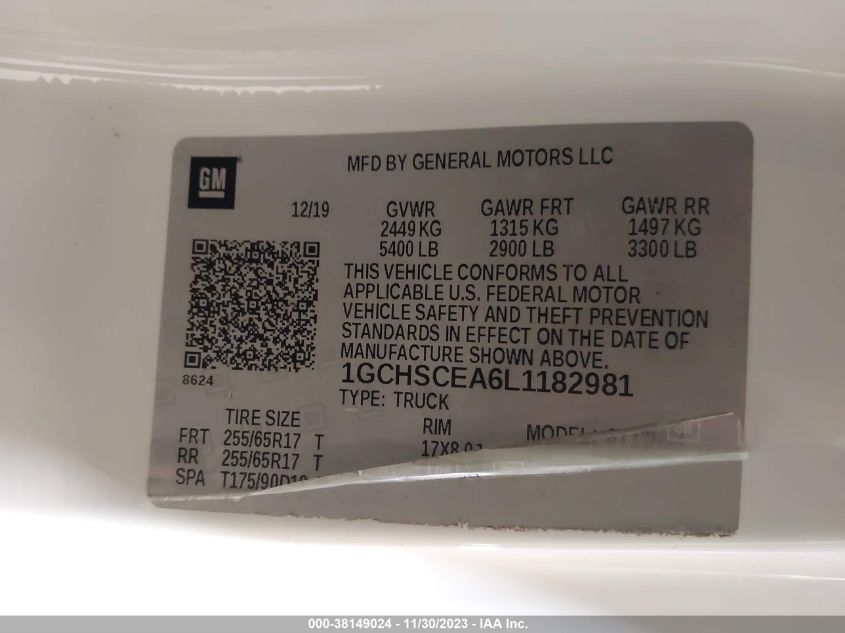 GM
MFD BY GENERAL MOTORS LLC
12/19 GVWR GAWR FRT GAWR RR
2449 KG 1315 KG 1497 KG
5400 LB 2900 LB 3300 LB
THIS VEHICLE CONFORMS TO ALL
APPLICABLE U.S. FEDERAL MOTOR
VEHICLE SAFETY AND THEFT PREVENTION
STANDARDS IN EFFECT ON THE DATE OF
MANUFACTURE SHOWN ABOVE.
8624
1GCHSCEA6L1182981
TYPE: TRUCK
TIRE SIZE RIM MODEL:
FRT 255/65R17 T 17X8.0J
RR 255/65R17 T
SPA
000-38149024 - 11/30/2023 - IAA Inc.